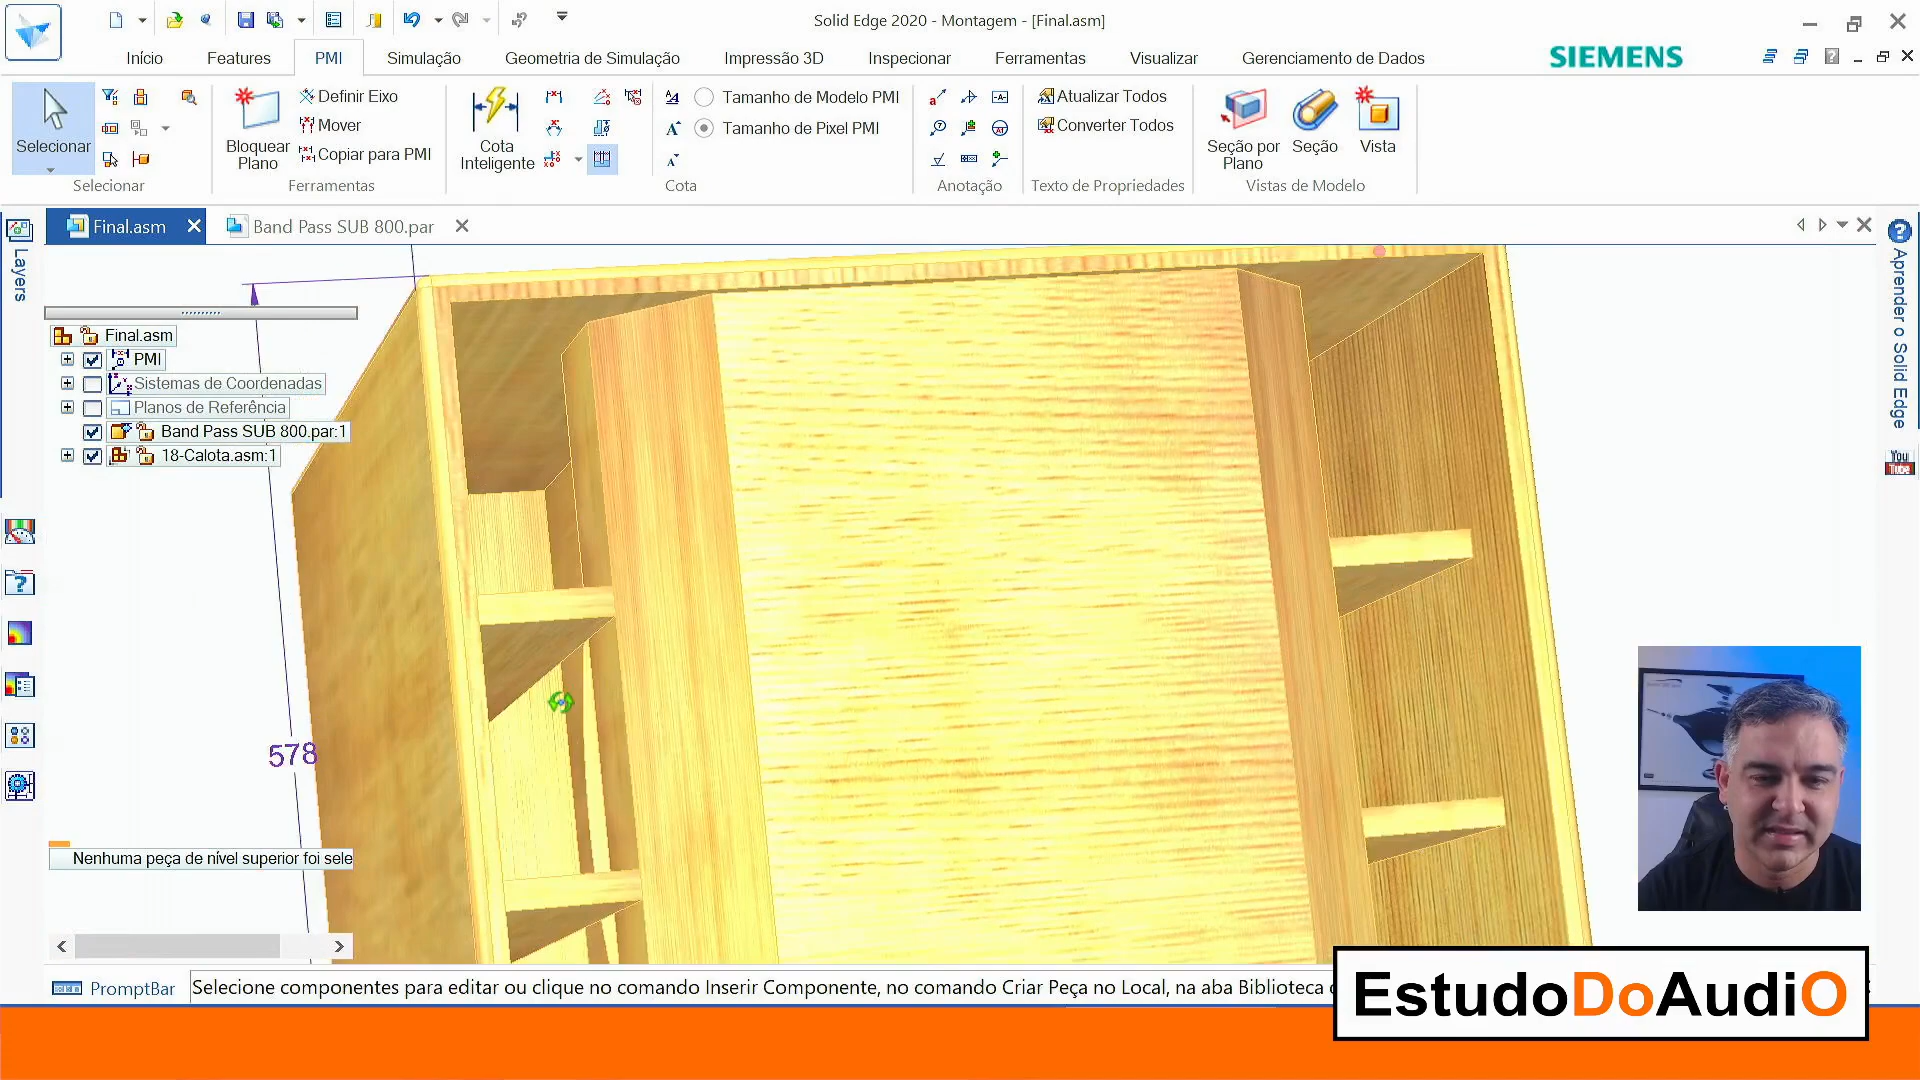 Solid Edge 2020 - Montagem - [Final.asm]
Início
Features
PMI
Simulação
Geometria de Simulação
Impressão 3D
Inspecionar
Ferramentas
Visualizar
Gerenciamento de Dados
SIEMENS
Selecionar
Selecionar
Bloquear Plano
Definir Eixo
Mover
Copiar para PMI
Ferramentas
Cota Inteligente
Tamanho de Modelo PMI
Tamanho de Pixel PMI
Cota
Anotação
Atualizar Todos
Converter Todos
Texto de Propriedades
Seção por Plano
Seção
Vista
Vistas de Modelo
Final.asm
Band Pass SUB 800.par
Layers
Aprender o Solid Edge
You Tube
Final.asm
PMI
Sistemas de Coordenadas
Planos de Referência
Band Pass SUB 800.par:1
18-Calota.asm:1
578
Nenhuma peça de nível superior foi sele
PromptBar
Selecione componentes para editar ou clique no comando Inserir Componente, no comando Criar Peça no Local, na aba Biblioteca
EstudoDoAudiO